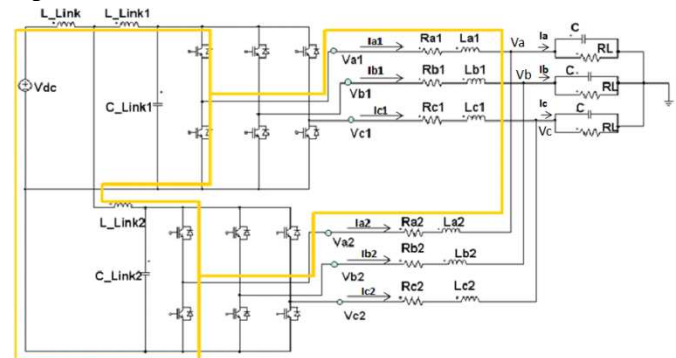 L_Link L_Link1
Ia1 Ra1 La1 Va Ia C
Va1 RL
Vdc Ib1 Rb1 Lb1 Vb Ib C
C_Link1 Vb1 RL
Ic1 Rc1 Lc1 Ic C
Vc1 Vc RL
L_Link2 Ia2 Ra2 La2
Va2
C_Link2 Ib2 Rb2 Lb2
Vb2
Ic2 Rc2 Lc2
Vc2